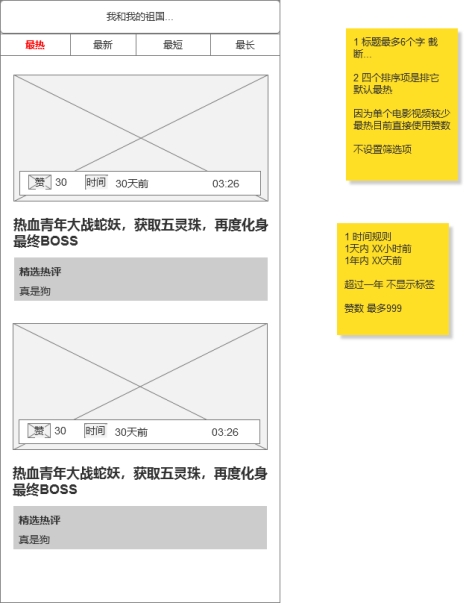 我和我的祖国...
最热 最新 最短 最长
赞 30 时间 30天前 03:26
热血青年大战蛇妖，获取五灵珠，再度化身
最终BOSS
精选热评
真是狗
赞 30 时间 30天前 03:26
热血青年大战蛇妖，获取五灵珠，再度化身
最终BOSS
精选热评
真是狗
1 标题最多6个字 截
断...
2 四个排序项是排它
默认最热
因为单个电影视频较少
最热目前直接使用赞数
不设置筛选项
1 时间规则
1天内 XX小时前
1年内 XX天前
超过一年 不显示标签
赞数 最多999